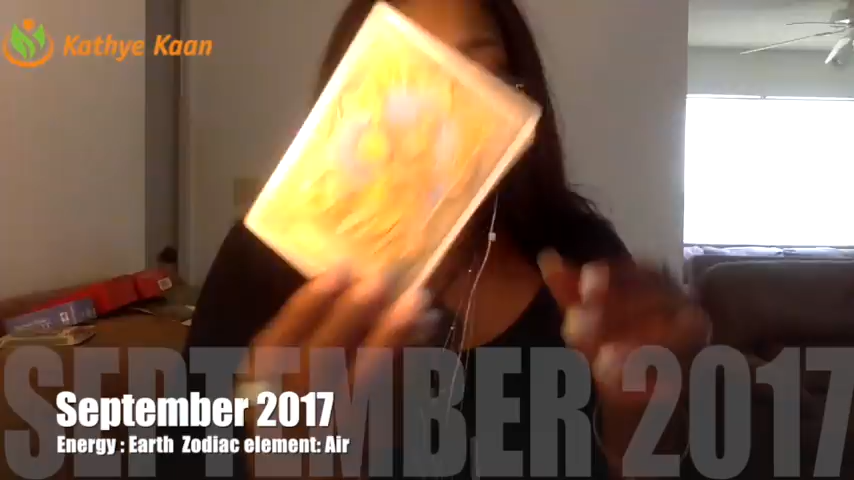 Kathye Kaan
SEPTEMBER 2017
September 2017
Energy : Earth Zodiac element: Air